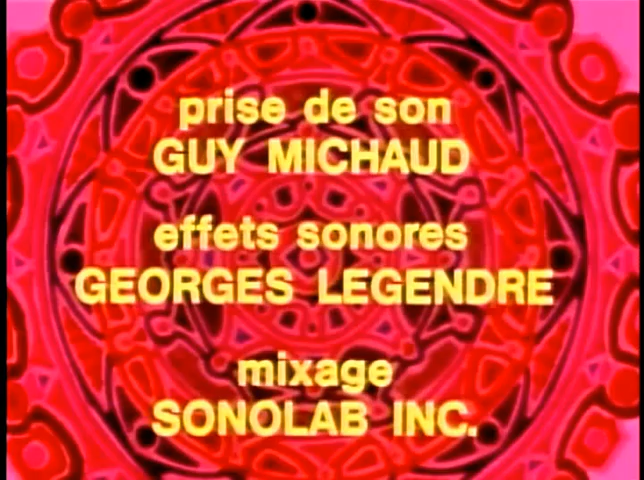 prise de son
GUY MICHAUD
effets sonores
GEORGES LEGENDRE
mixage
SONOLAB INC.